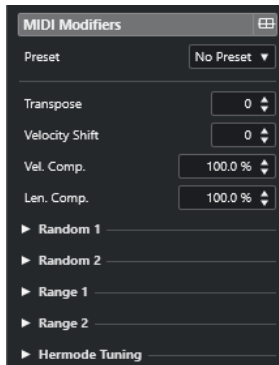 MIDI Modifiers
Preset No Preset
Transpose 0
Velocity Shift 0
Vel. Comp. 100.0 %
Len. Comp. 100.0 %
Random 1
Random 2
Range 1
Range 2
Hermode Tuning